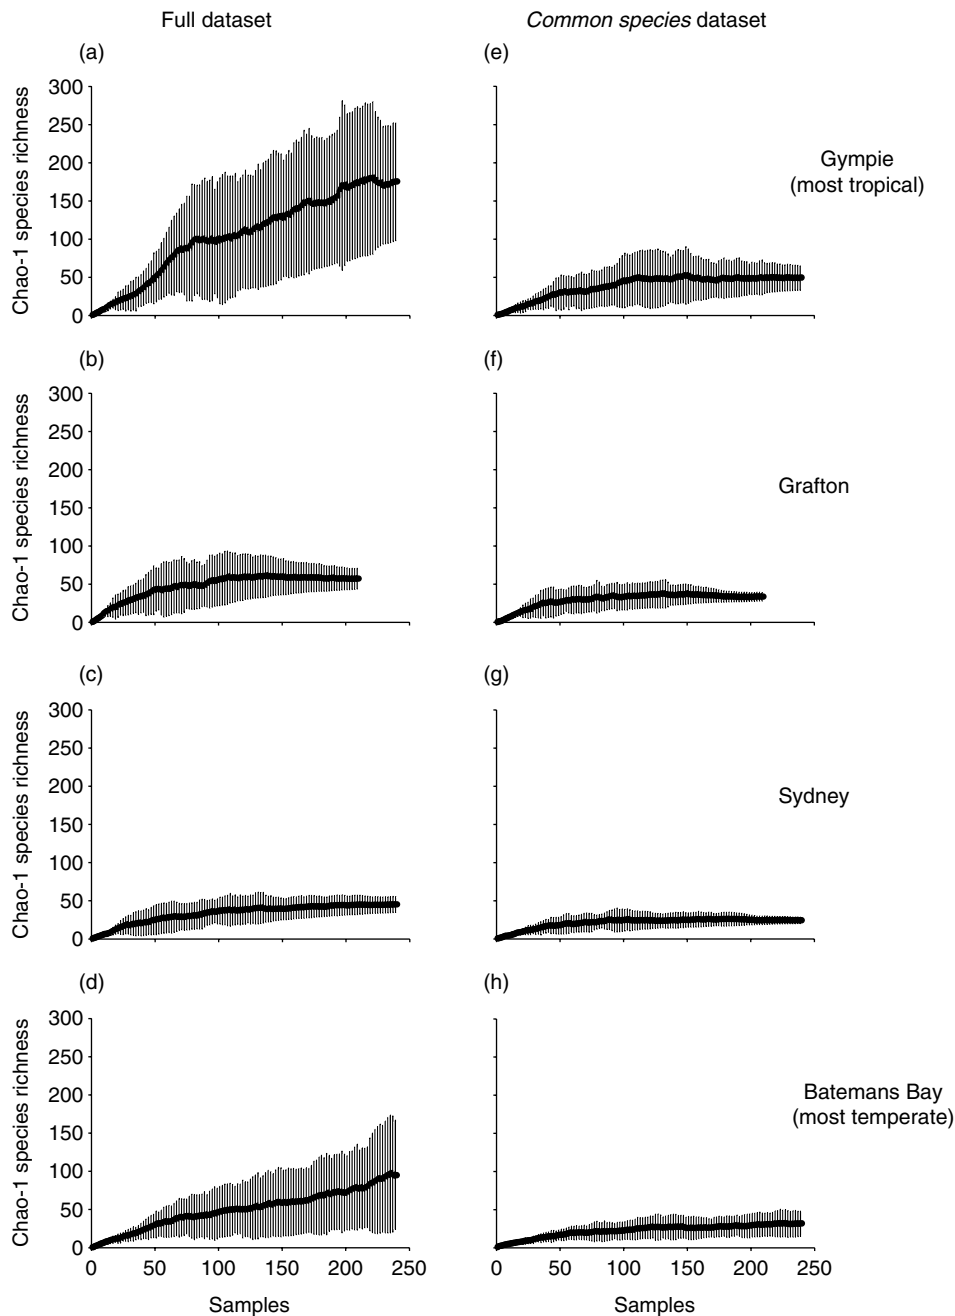 Full dataset
Common species dataset
(a)
(e)
Chao-1 species richness
300
250
200
150
100
50
0
Gympie
(most tropical)
(b)
(f)
Chao-1 species richness
300
250
200
150
100
50
0
Grafton
(c)
(g)
Chao-1 species richness
300
250
200
150
100
50
0
Sydney
(d)
(h)
Chao-1 species richness
300
250
200
150
100
50
0
Batemans Bay
(most temperate)
0 50 100 150 200 250
0 50 100 150 200 250
Samples
Samples